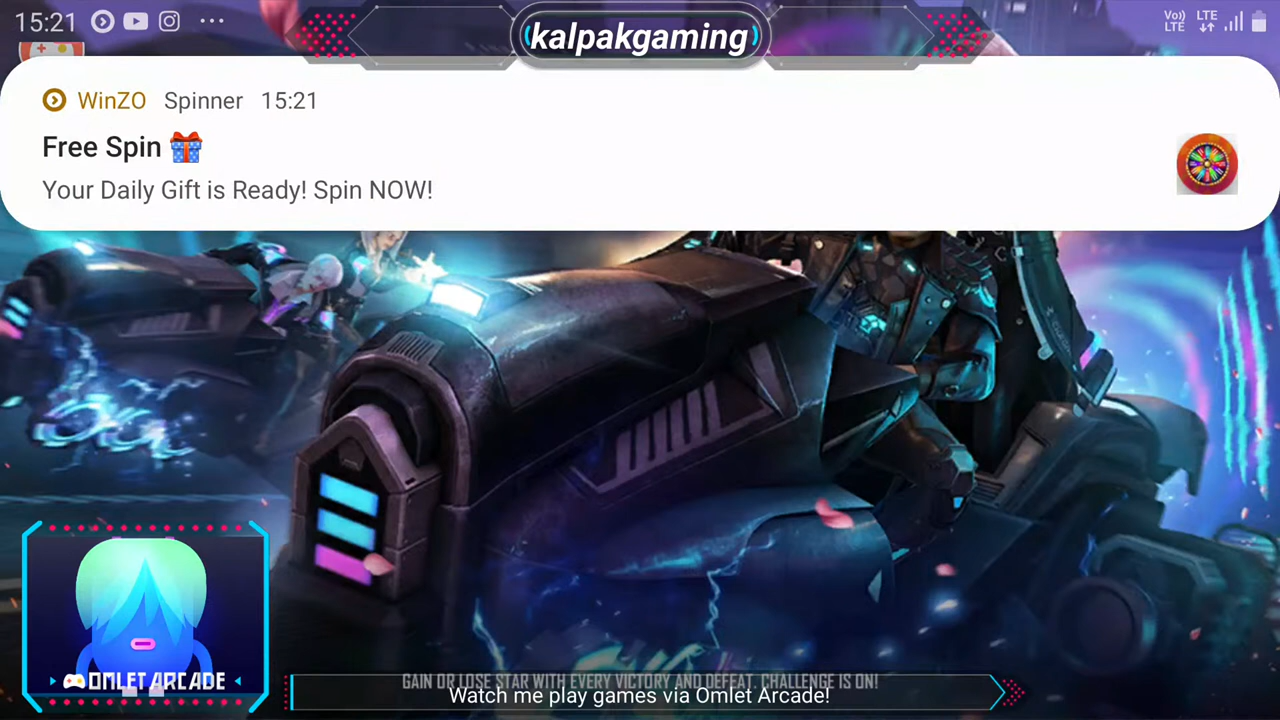 15:21
kalpakgaming
Vo) LTE LTE
WinZO Spinner 15:21
Free Spin 🎁
Your Daily Gift is Ready! Spin NOW!
OMLET ARCADE
GAIN OR LOSE STAR WITH EVERY VICTORY AND DEFEAT, CHALLENGE IS ON!
Watch me play games via Omlet Arcade!